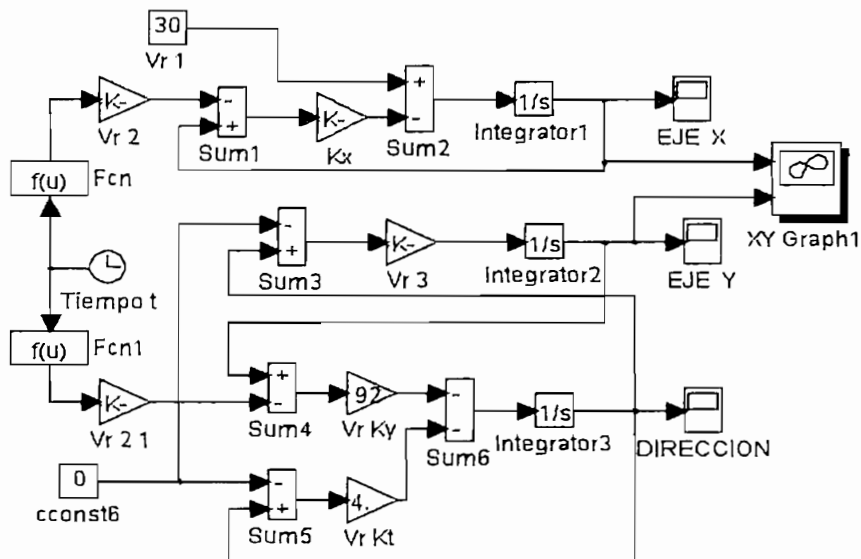 30
Vr 1
K-
Vr 2
-
+
Sum1
K-
Kx
+
-
Sum2
1/s
Integrator1
EJE X
f(u)
Fcn
XY Graph1
-
+
Sum3
K-
Vr 3
1/s
Integrator2
EJE Y
Tiempo t
f(u)
Fcn1
K-
Vr 2 1
+
-
Sum4
92
Vr Ky
-
-
Sum6
1/s
Integrator3
DIRECCION
0
cconst6
-
+
Sum5
4.
Vr Kt